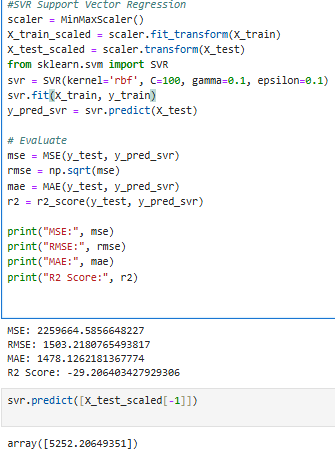 #SVR Support Vector Regression
scaler = MinMaxScaler()
X_train_scaled = scaler.fit_transform(X_train)
X_test_scaled = scaler.transform(X_test)
from sklearn.svm import SVR
svr = SVR(kernel='rbf', C=100, gamma=0.1, epsilon=0.1)
svr.fit(X_train, y_train)
y_pred_svr = svr.predict(X_test)
# Evaluate
mse = MSE(y_test, y_pred_svr)
rmse = np.sqrt(mse)
mae = MAE(y_test, y_pred_svr)
r2 = r2_score(y_test, y_pred_svr)
print("MSE:", mse)
print("RMSE:", rmse)
print("MAE:", mae)
print("R2 Score:", r2)
MSE: 2259664.5856648227
RMSE: 1503.2180765493817
MAE: 1478.1262181367774
R2 Score: -29.206403427929306
svr.predict([X_test_scaled[-1]])
array([5252.20649351])